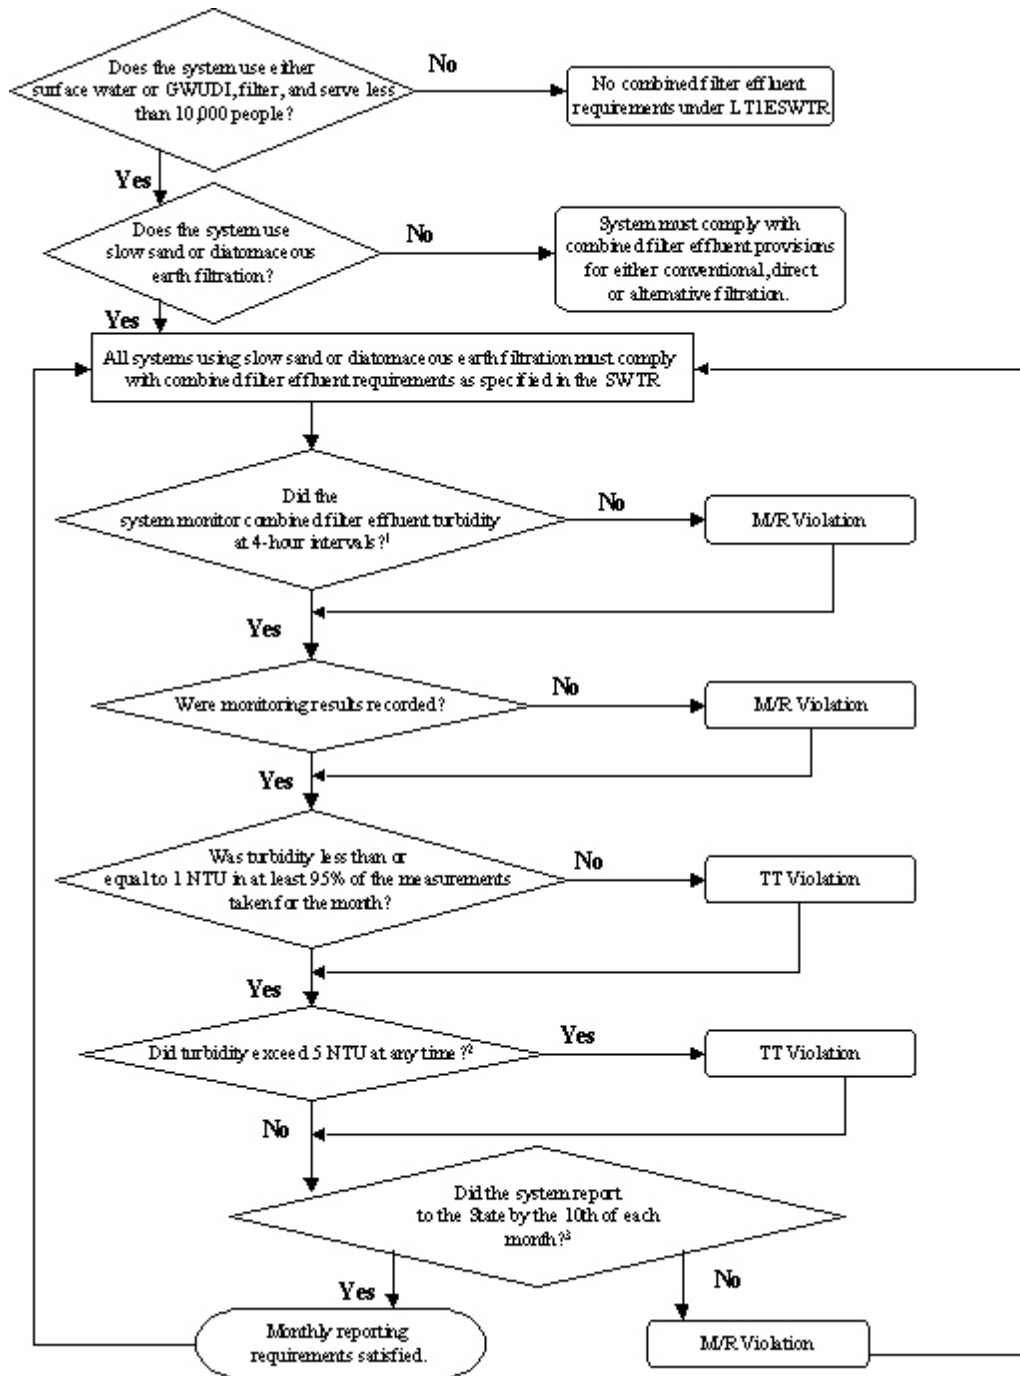 Does the system use either
surface water or GWUDI, filter, and serve less
than 10,000 people?
No
No combined filter effluent
requirements under LT1ESWTR
Yes
Does the system use
slow sand or diatomaceous
earth filtration?
No
System must comply with
combined filter effluent provisions
for either conventional, direct
or alternative filtration.
Yes
All systems using slow sand or diatomaceous earth filtration must comply
with combined filter effluent requirements as specified in the SWTR
Did the
system monitor combined filter effluent turbidity
at 4-hour intervals?¹
No
M/R Violation
Yes
Were monitoring results recorded?
No
M/R Violation
Yes
Was turbidity less than or
equal to 1 NTU in at least 95% of the measurements
taken for the month?
No
TT Violation
Yes
Did turbidity exceed 5 NTU at any time?²
Yes
TT Violation
No
Did the system report
to the State by the 10th of each
month?³
Yes
No
Monthly reporting
requirements satisfied.
M/R Violation